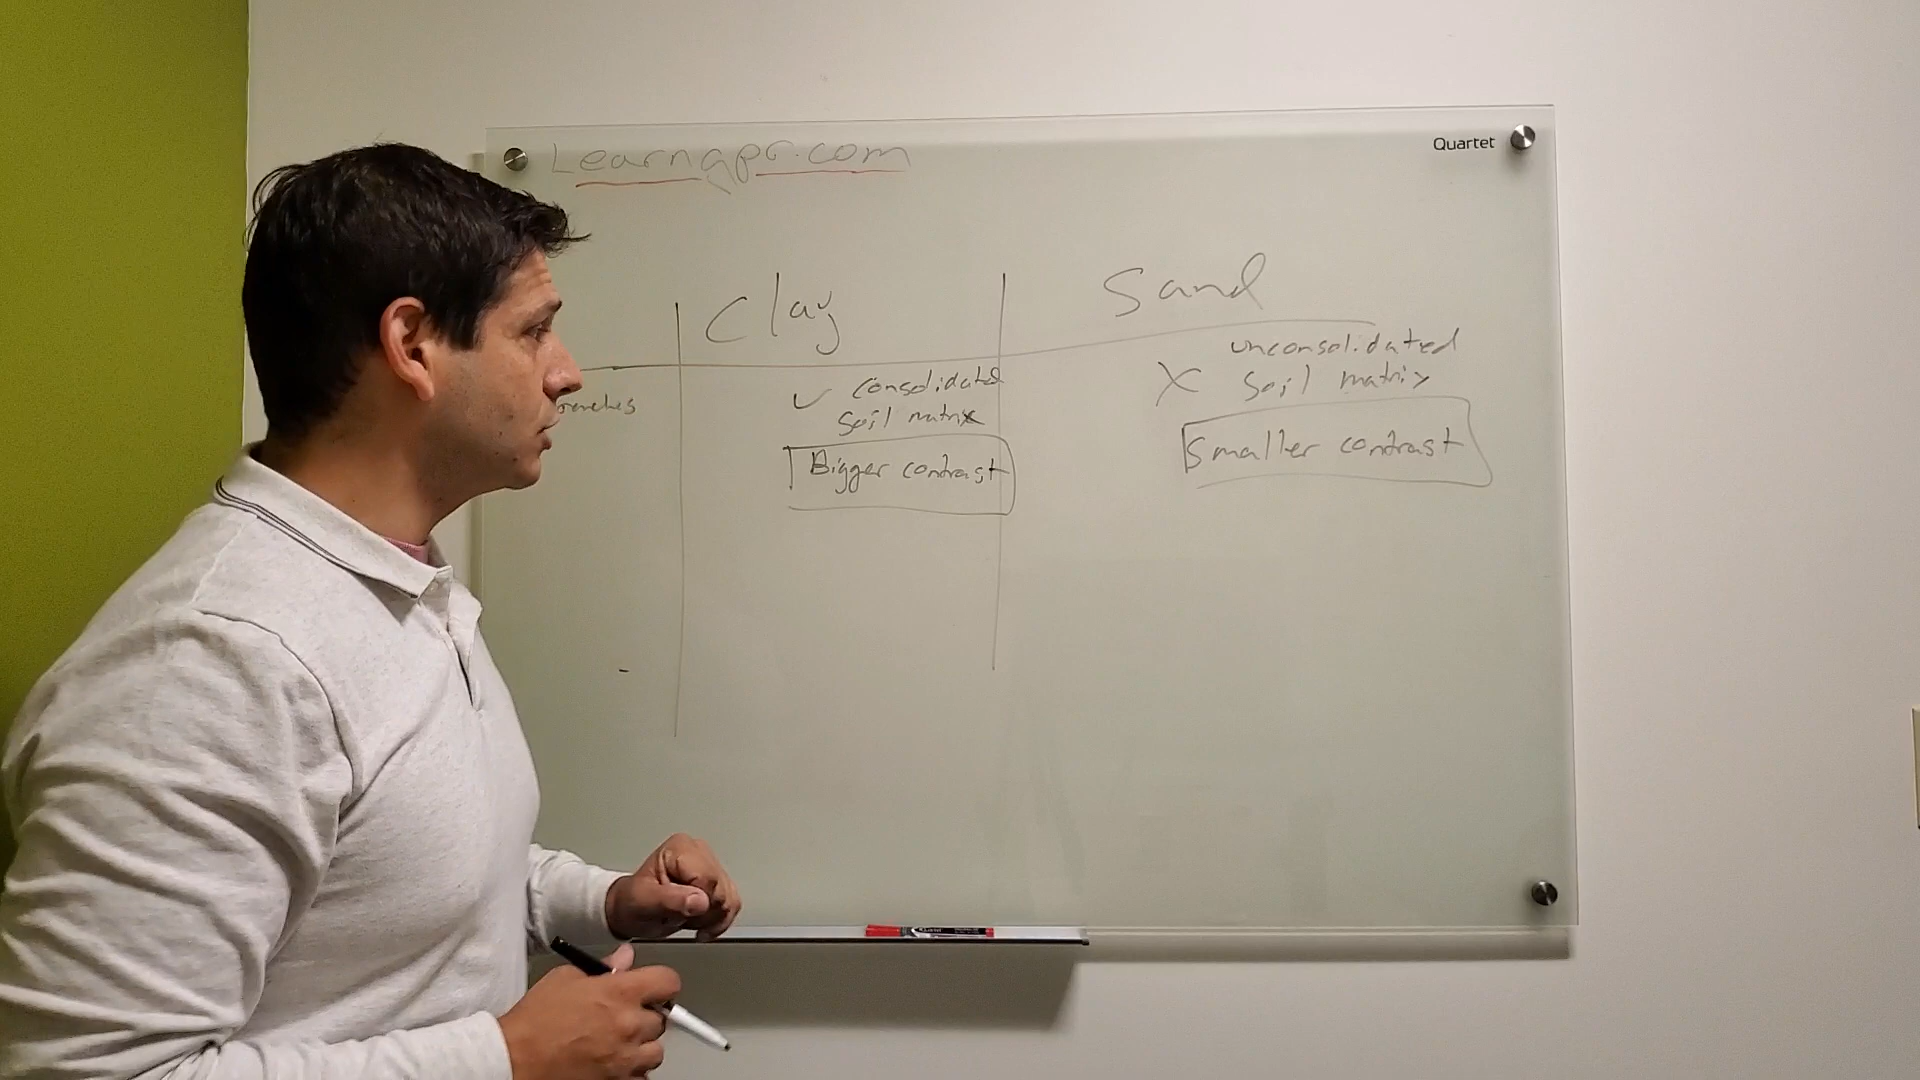 Learngpr.com
Quartet
Clay
Sand
consolidated
soil matrix
Bigger contrast
unconsolidated
soil matrix
Smaller contrast